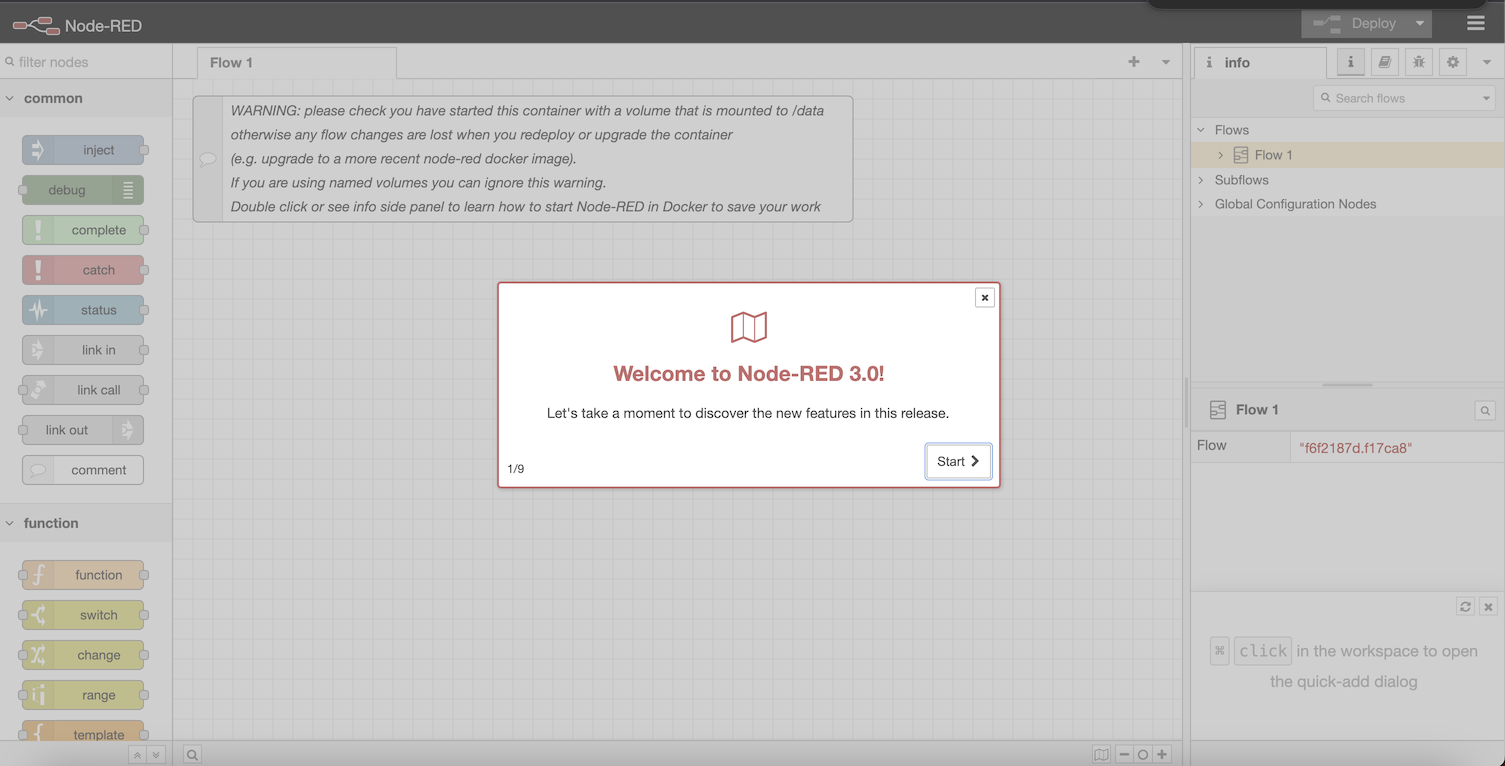 Node-RED
Deploy
filter nodes
Flow 1
info
Search flows
common
inject
debug
complete
catch
status
link in
link call
link out
comment
function
function
switch
change
range
template
WARNING: please check you have started this container with a volume that is mounted to /data
otherwise any flow changes are lost when you redeploy or upgrade the container
(e.g. upgrade to a more recent node-red docker image).
If you are using named volumes you can ignore this warning.
Double click or see info side panel to learn how to start Node-RED in Docker to save your work
Welcome to Node-RED 3.0!
Let's take a moment to discover the new features in this release.
1/9
Start
Flows
Flow 1
Subflows
Global Configuration Nodes
Flow 1
Flow "f6f2187d.f17ca8"
⌘ click in the workspace to open
the quick-add dialog